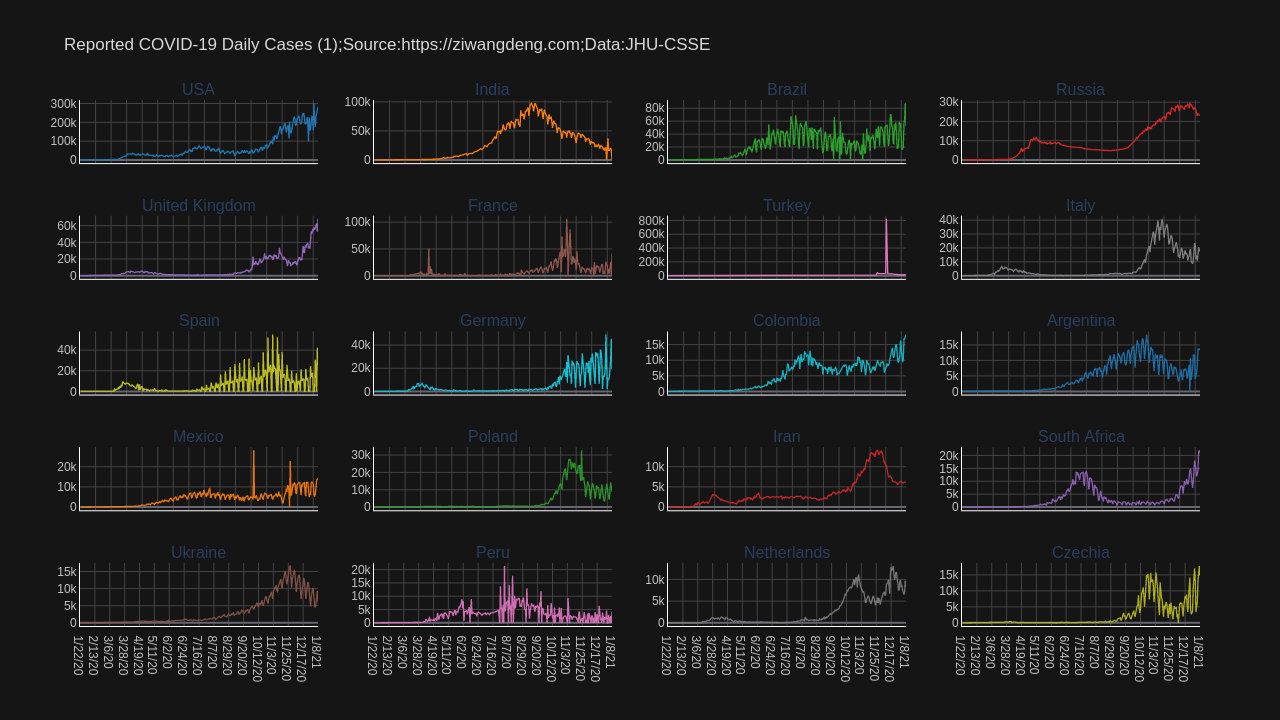 Reported COVID-19 Daily Cases (1);Source:https://ziwangdeng.com;Data:JHU-CSSE
USA
300k
200k
100k
0
India
100k
50k
0
Brazil
80k
60k
40k
20k
0
Russia
30k
20k
10k
0
United Kingdom
60k
40k
20k
0
France
100k
50k
0
Turkey
800k
600k
400k
200k
0
Italy
40k
30k
20k
10k
0
Spain
40k
20k
0
Germany
40k
20k
0
Colombia
15k
10k
5k
0
Argentina
15k
10k
5k
0
Mexico
20k
10k
0
Poland
30k
20k
10k
0
Iran
10k
5k
0
South Africa
20k
15k
10k
5k
0
Ukraine
15k
10k
5k
0
Peru
20k
15k
10k
5k
0
Netherlands
10k
5k
0
Czechia
15k
10k
5k
0
1/22/20 2/13/20 3/6/20 3/28/20 4/19/20 5/11/20 6/2/20 6/24/20 7/16/20 8/7/20 8/29/20 9/20/20 10/12/20 11/3/20 11/25/20 12/17/20 1/8/21
1/22/20 2/13/20 3/6/20 3/28/20 4/19/20 5/11/20 6/2/20 6/24/20 7/16/20 8/7/20 8/29/20 9/20/20 10/12/20 11/3/20 11/25/20 12/17/20 1/8/21
1/22/20 2/13/20 3/6/20 3/28/20 4/19/20 5/11/20 6/2/20 6/24/20 7/16/20 8/7/20 8/29/20 9/20/20 10/12/20 11/3/20 11/25/20 12/17/20 1/8/21
1/22/20 2/13/20 3/6/20 3/28/20 4/19/20 5/11/20 6/2/20 6/24/20 7/16/20 8/7/20 8/29/20 9/20/20 10/12/20 11/3/20 11/25/20 12/17/20 1/8/21